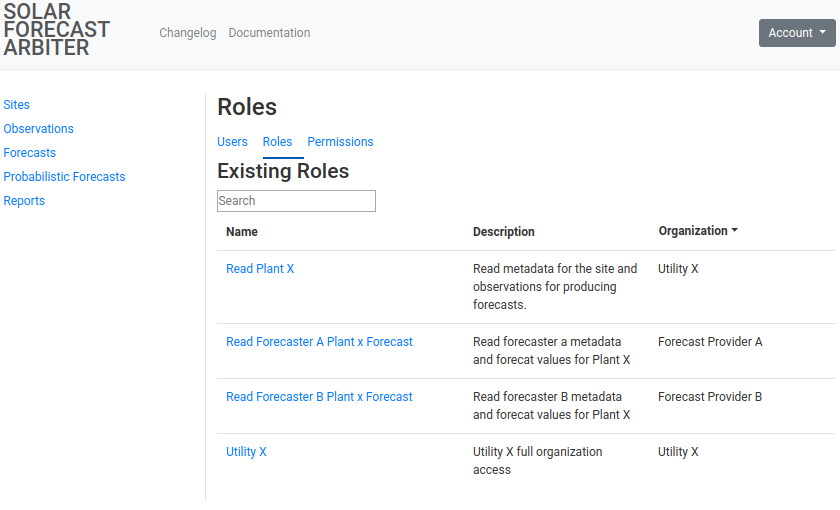 SOLAR
FORECAST
ARBITER
Changelog Documentation
Account
Sites
Observations
Forecasts
Probabilistic Forecasts
Reports
Roles
Users Roles Permissions
Existing Roles
Search
Name Description Organization
Read Plant X Read metadata for the site and Utility X
observations for producing
forecasts.
Read Forecaster A Plant x Forecast Read forecaster a metadata Forecast Provider A
and forecat values for Plant X
Read Forecaster B Plant x Forecast Read forecaster B metadata Forecast Provider B
and forecat values for Plant X
Utility X Utility X full organization Utility X
access